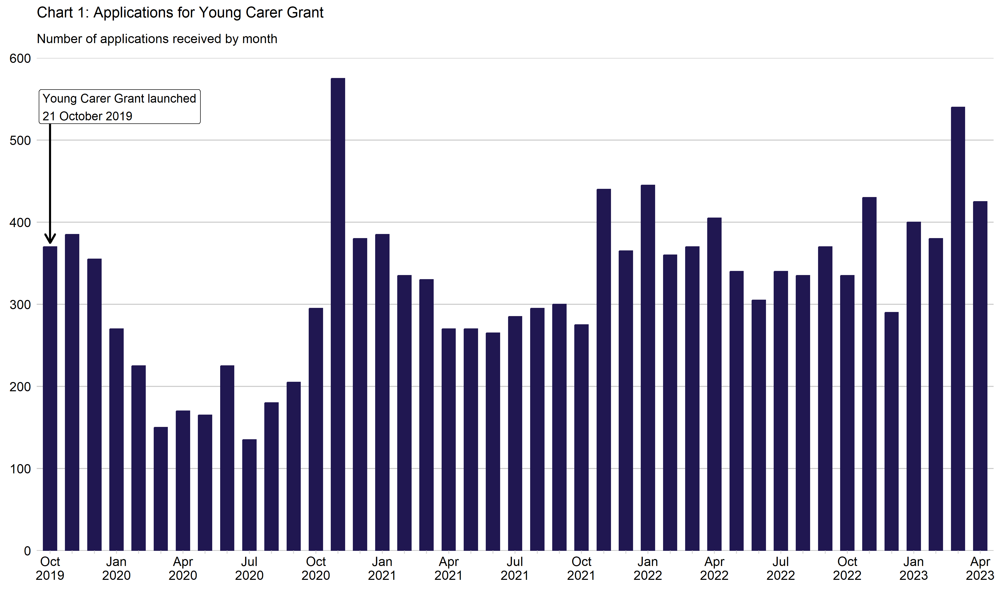 Chart 1: Applications for Young Carer Grant
Number of applications received by month
600
Young Carer Grant launched
21 October 2019
500
400
300
200
100
0
Oct Jan Apr Jul Oct Jan Apr Jul Oct Jan Apr Jul Oct Jan Apr
2019 2020 2020 2020 2020 2021 2021 2021 2021 2022 2022 2022 2022 2023 2023